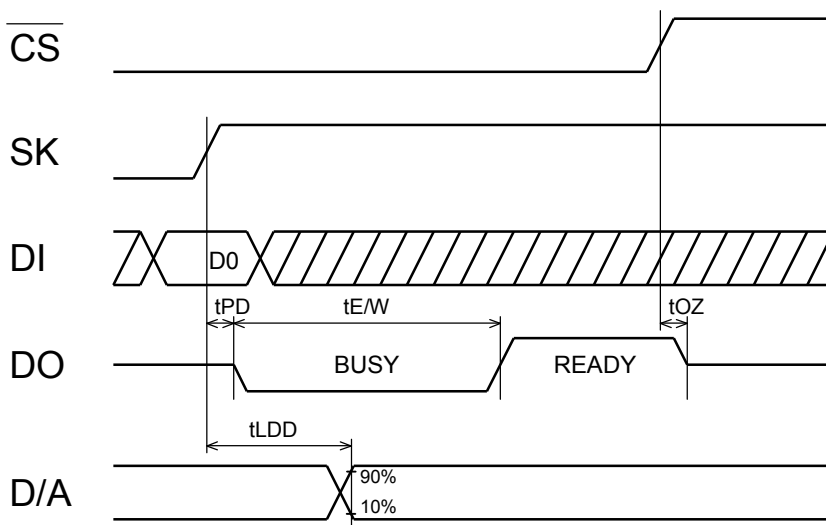 CS
SK
DI
D0
tPD
tE/W
tOZ
DO
BUSY
READY
tLDD
D/A
90%
10%